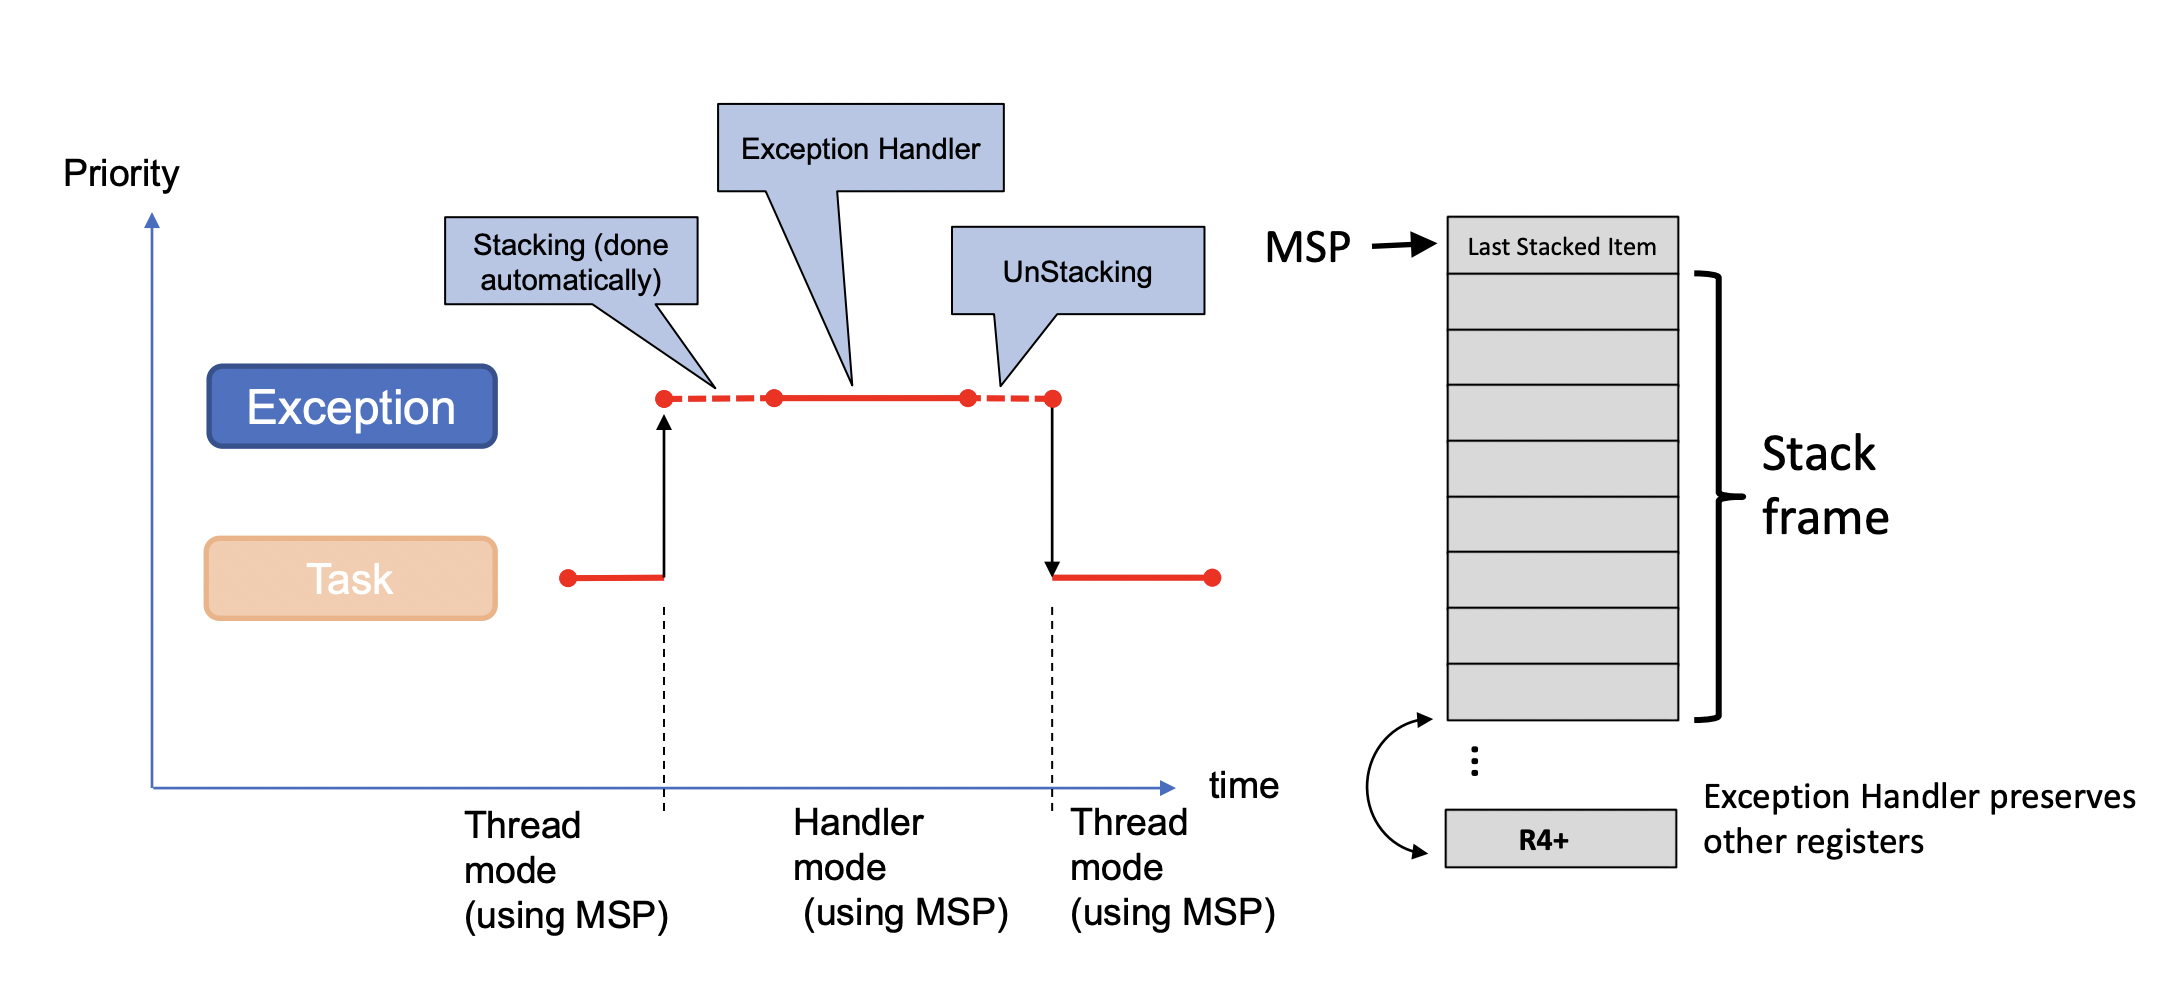 Priority
Exception Handler
Stacking (done
automatically)
UnStacking
Exception
Task
time
Thread
mode
(using MSP)
Handler
mode
(using MSP)
Thread
mode
(using MSP)
MSP
Last Stacked Item
Stack
frame
...
R4+
Exception Handler preserves
other registers